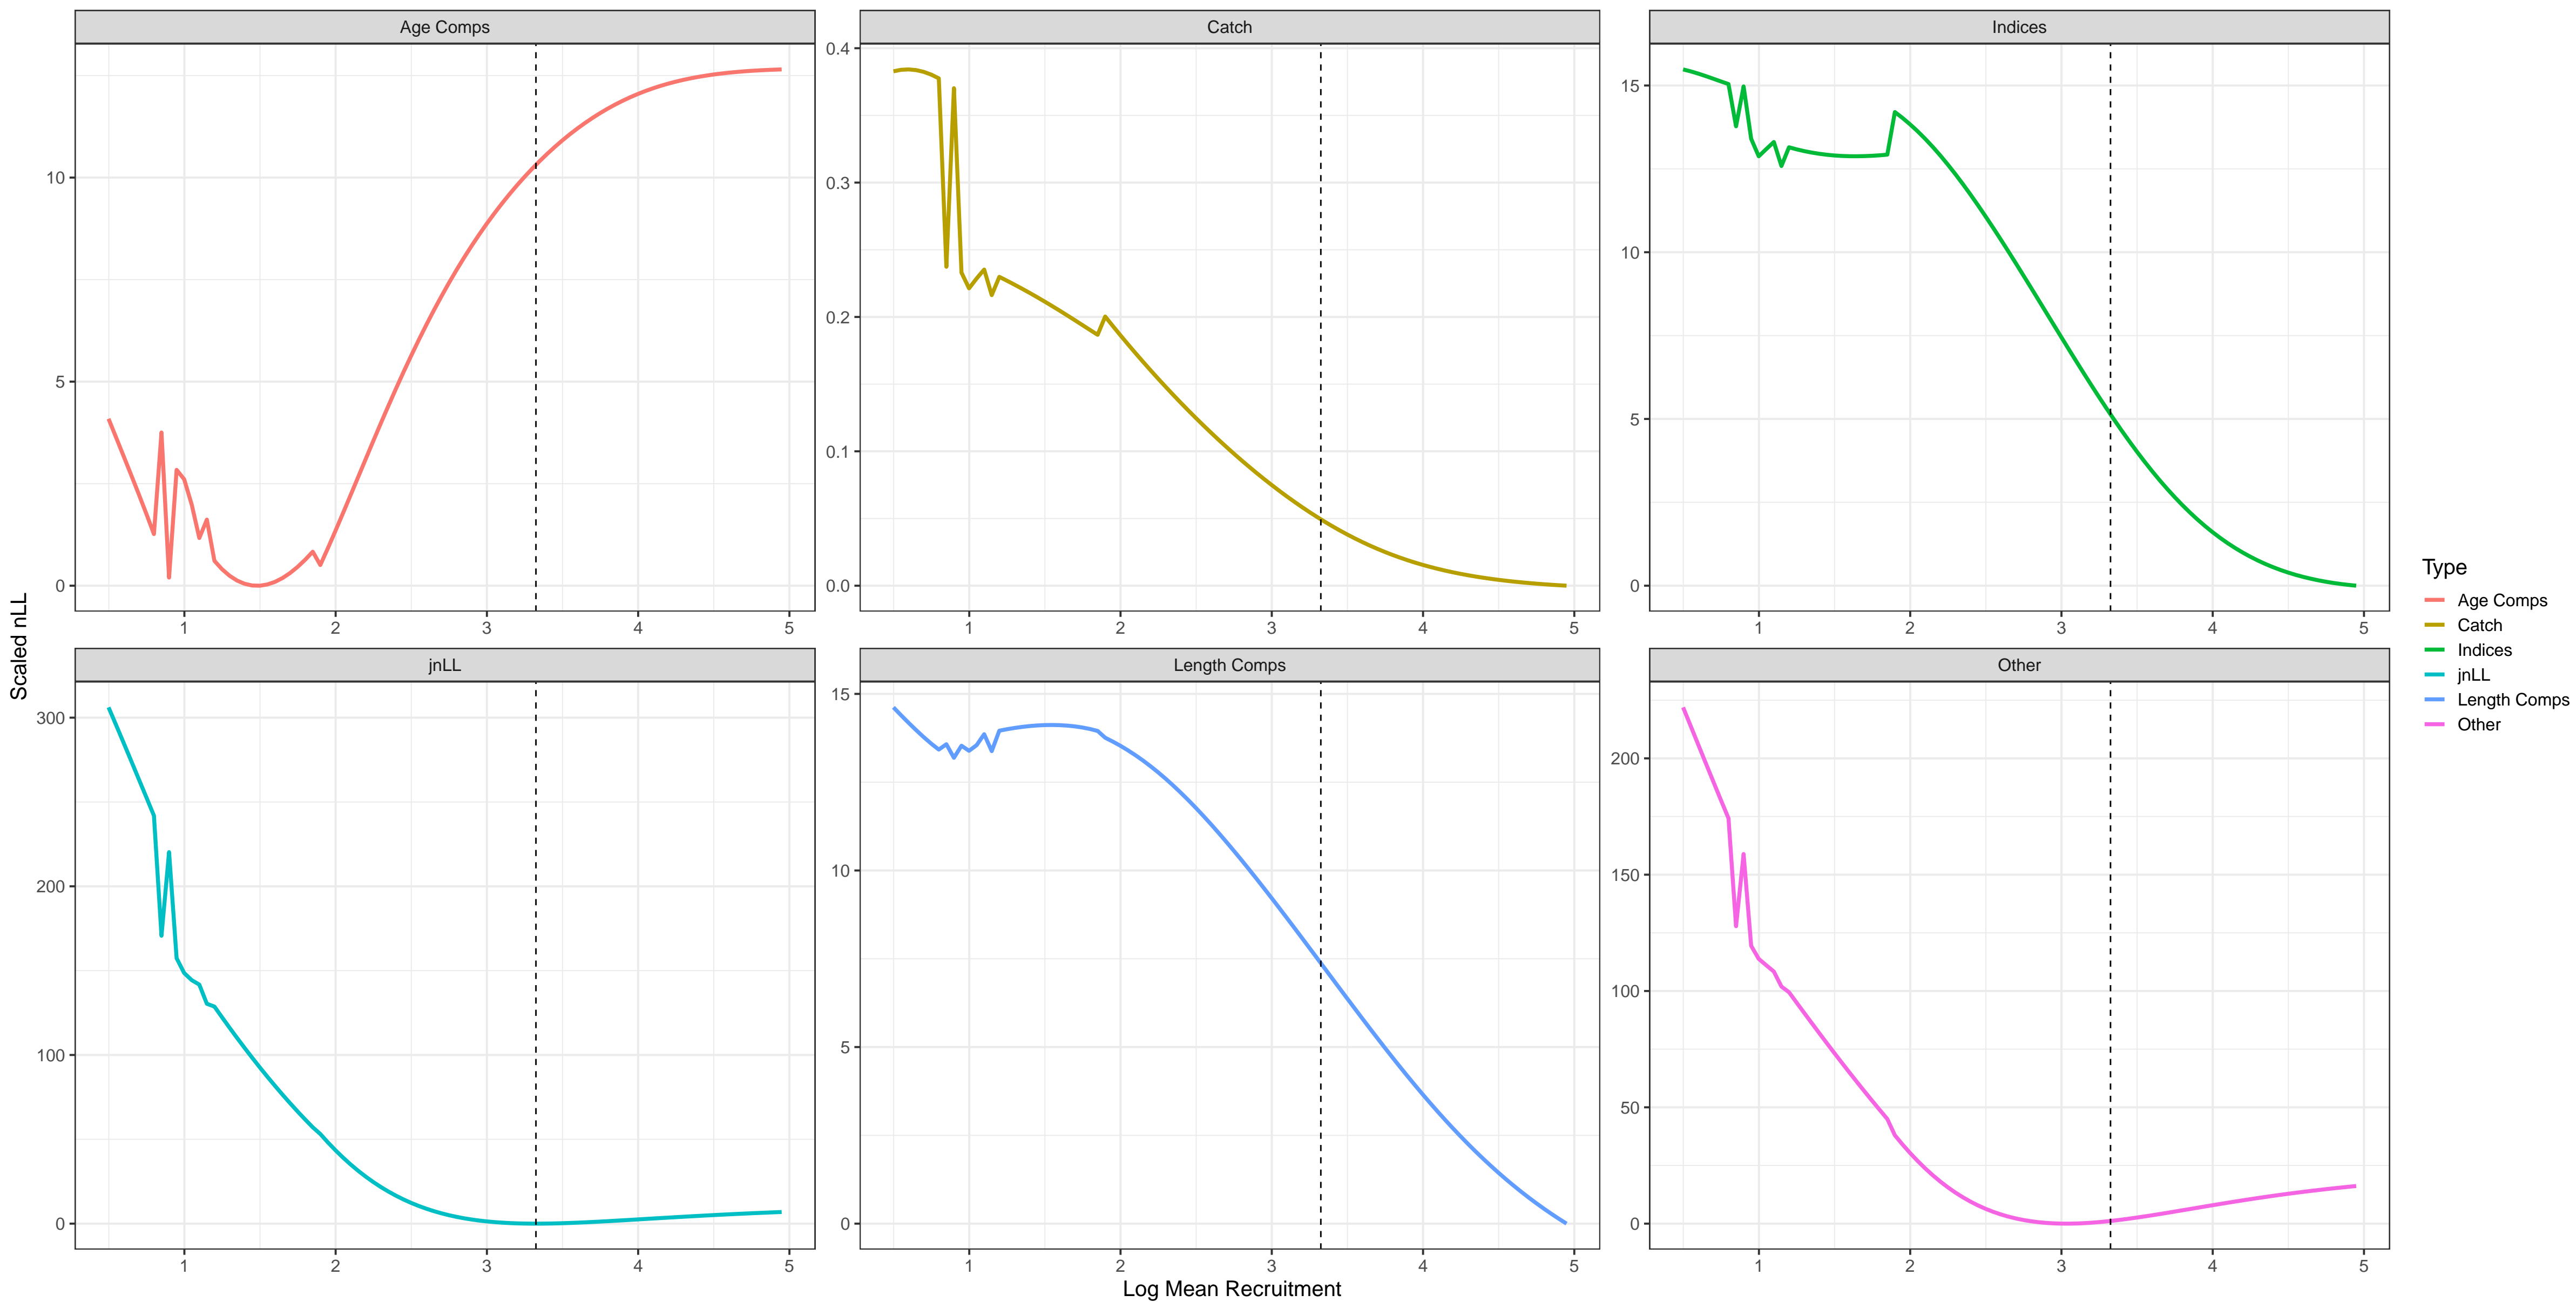 Age Comps
Catch
Indices
10
5
0
0.4
0.3
0.2
0.1
0.0
15
10
5
0
1 2 3 4 5
1 2 3 4 5
1 2 3 4 5
Scaled nLL
jnLL
Length Comps
Other
300
200
100
0
15
10
5
0
200
150
100
50
0
1 2 3 4 5
1 2 3 4 5
1 2 3 4 5
Log Mean Recruitment
Type
Age Comps
Catch
Indices
jnLL
Length Comps
Other